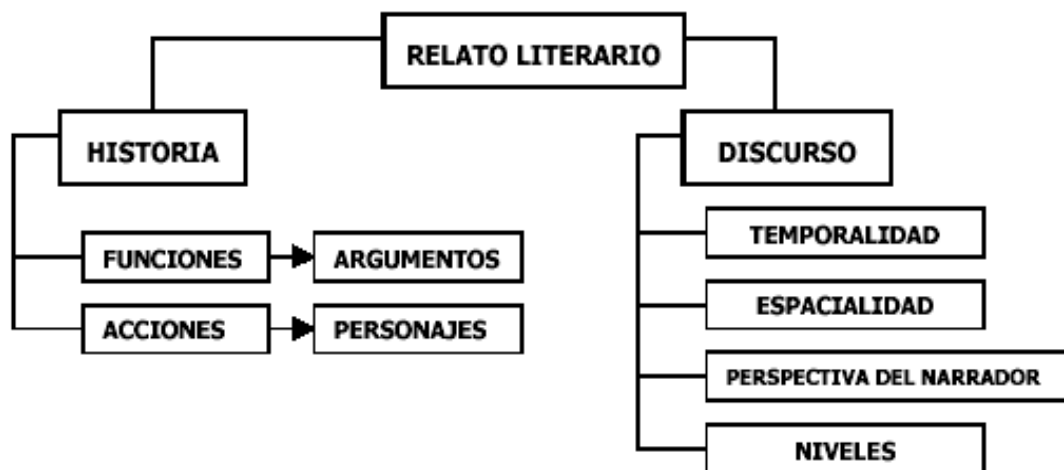 RELATO LITERARIO
HISTORIA
DISCURSO
FUNCIONES
ARGUMENTOS
ACCIONES
PERSONAJES
TEMPORALIDAD
ESPACIALIDAD
PERSPECTIVA DEL NARRADOR
NIVELES